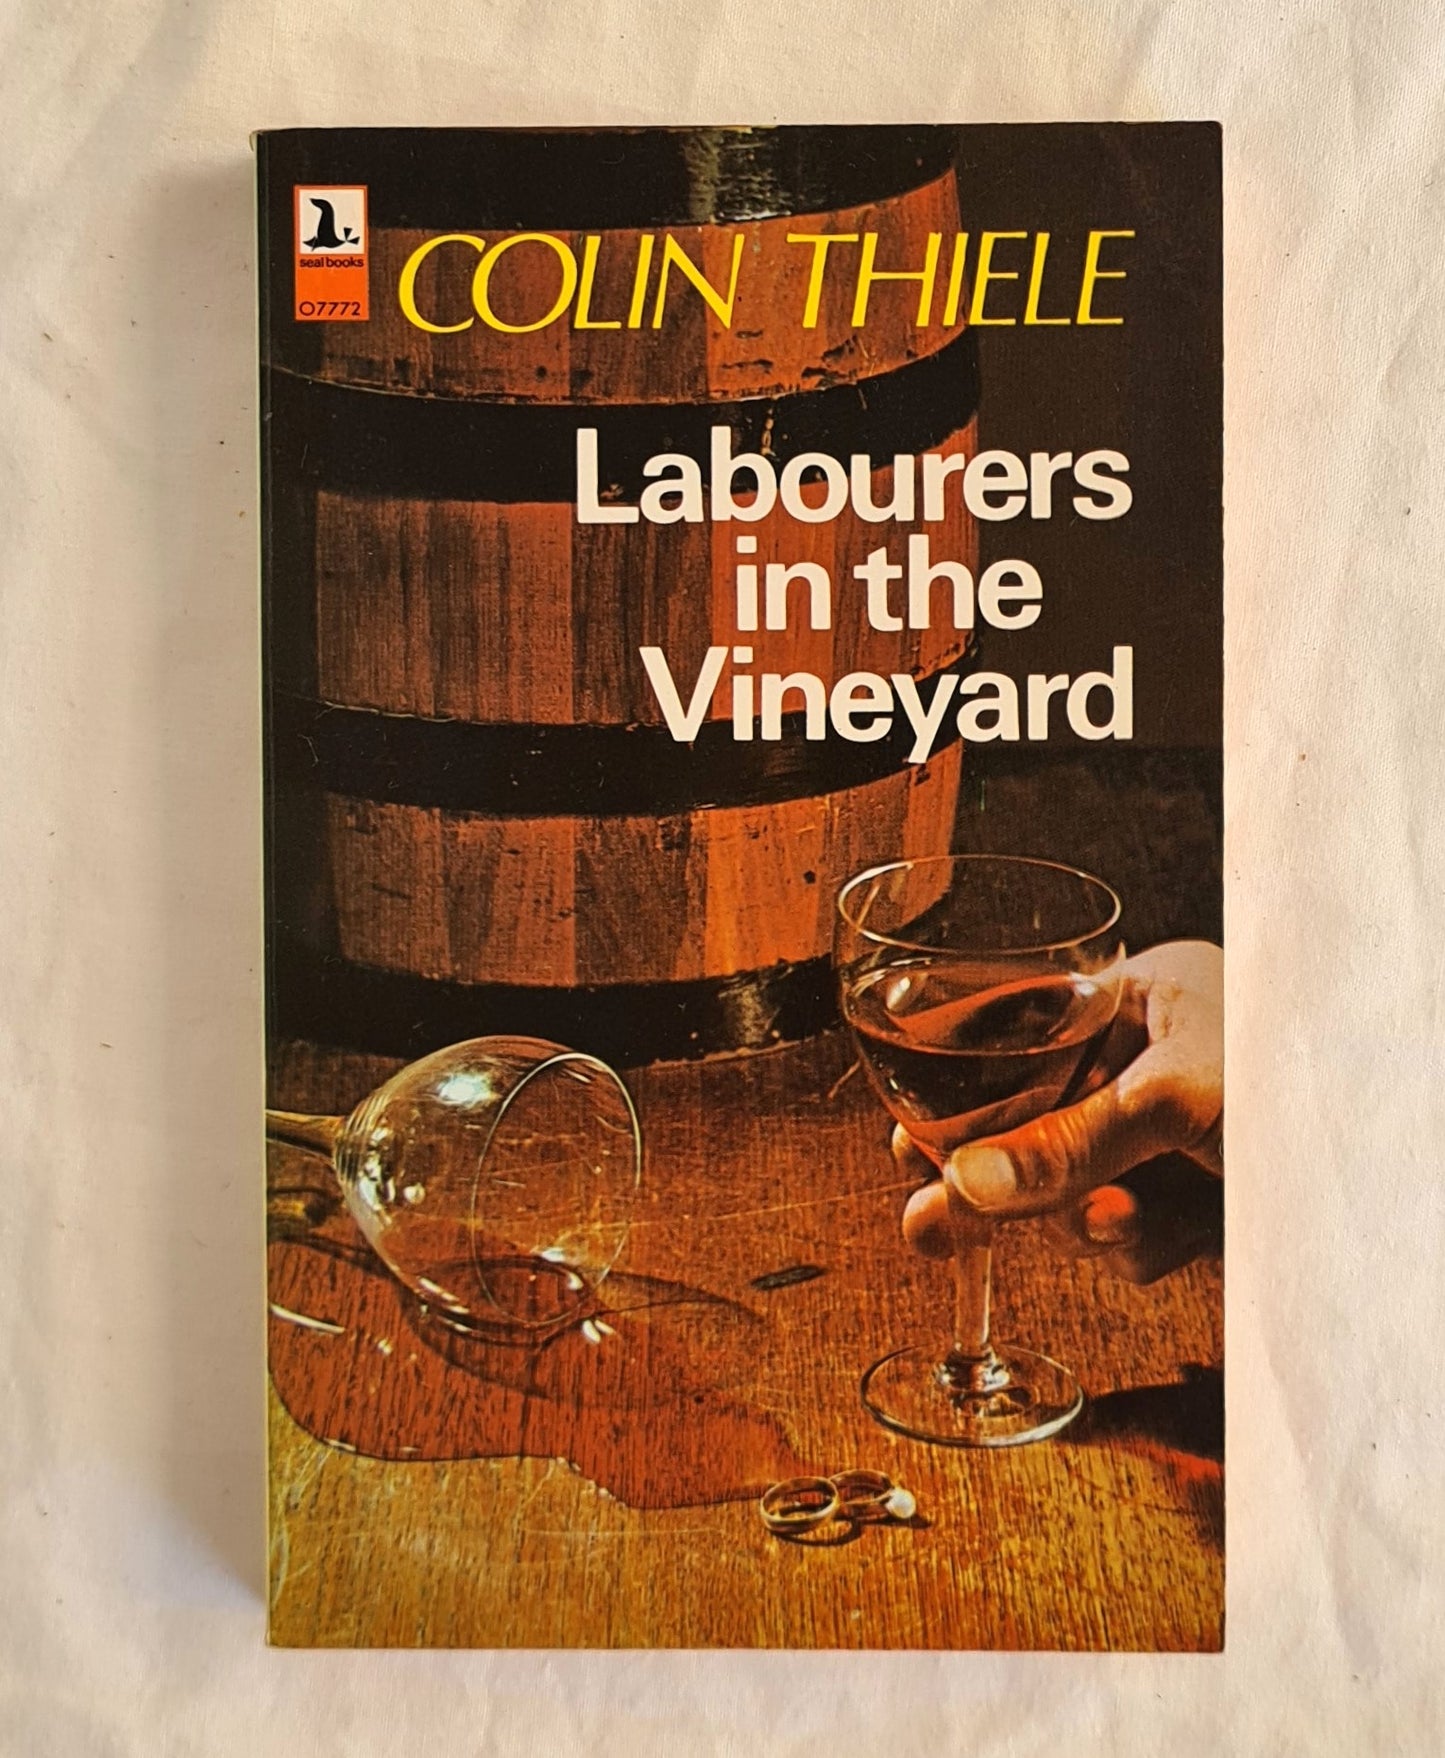 seal books
07772
COLIN THIELE
Labourers
in the
Vineyard